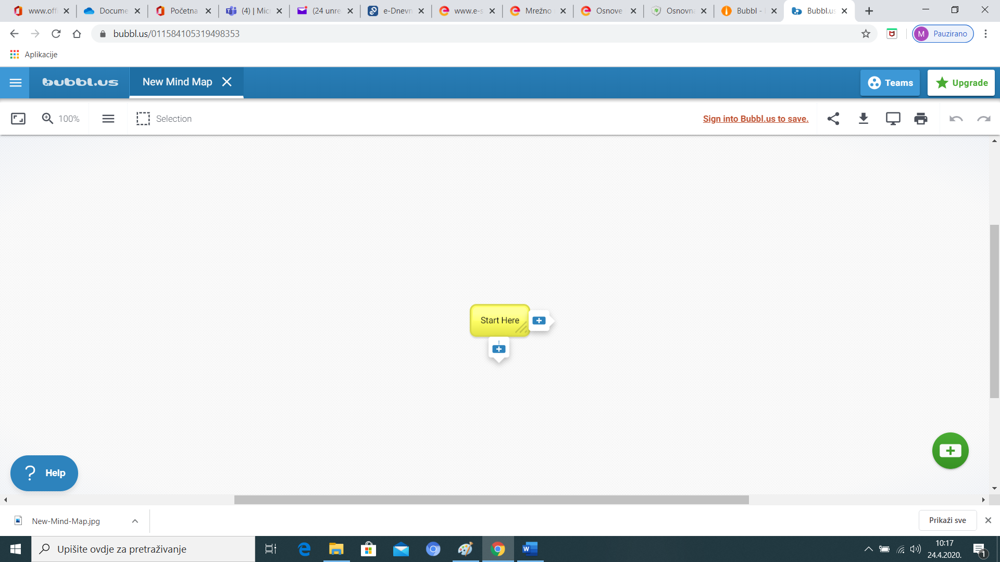 www.off
Docume
Početna
(4) | Mic
(24 unre
e-Dnevn
www.e-s
Mrežno
Osnove
Osnovna
Bubbl -
Bubbl.us
bubbl.us/011584105319498353
M Pauzirano
Aplikacije
bubbl.us
New Mind Map
Teams
Upgrade
100%
Selection
Sign into Bubbl.us to save.
Start Here
? Help
New-Mind-Map.jpg
Prikaži sve
Upišite ovdje za pretraživanje
10:17
24.4.2020.
1